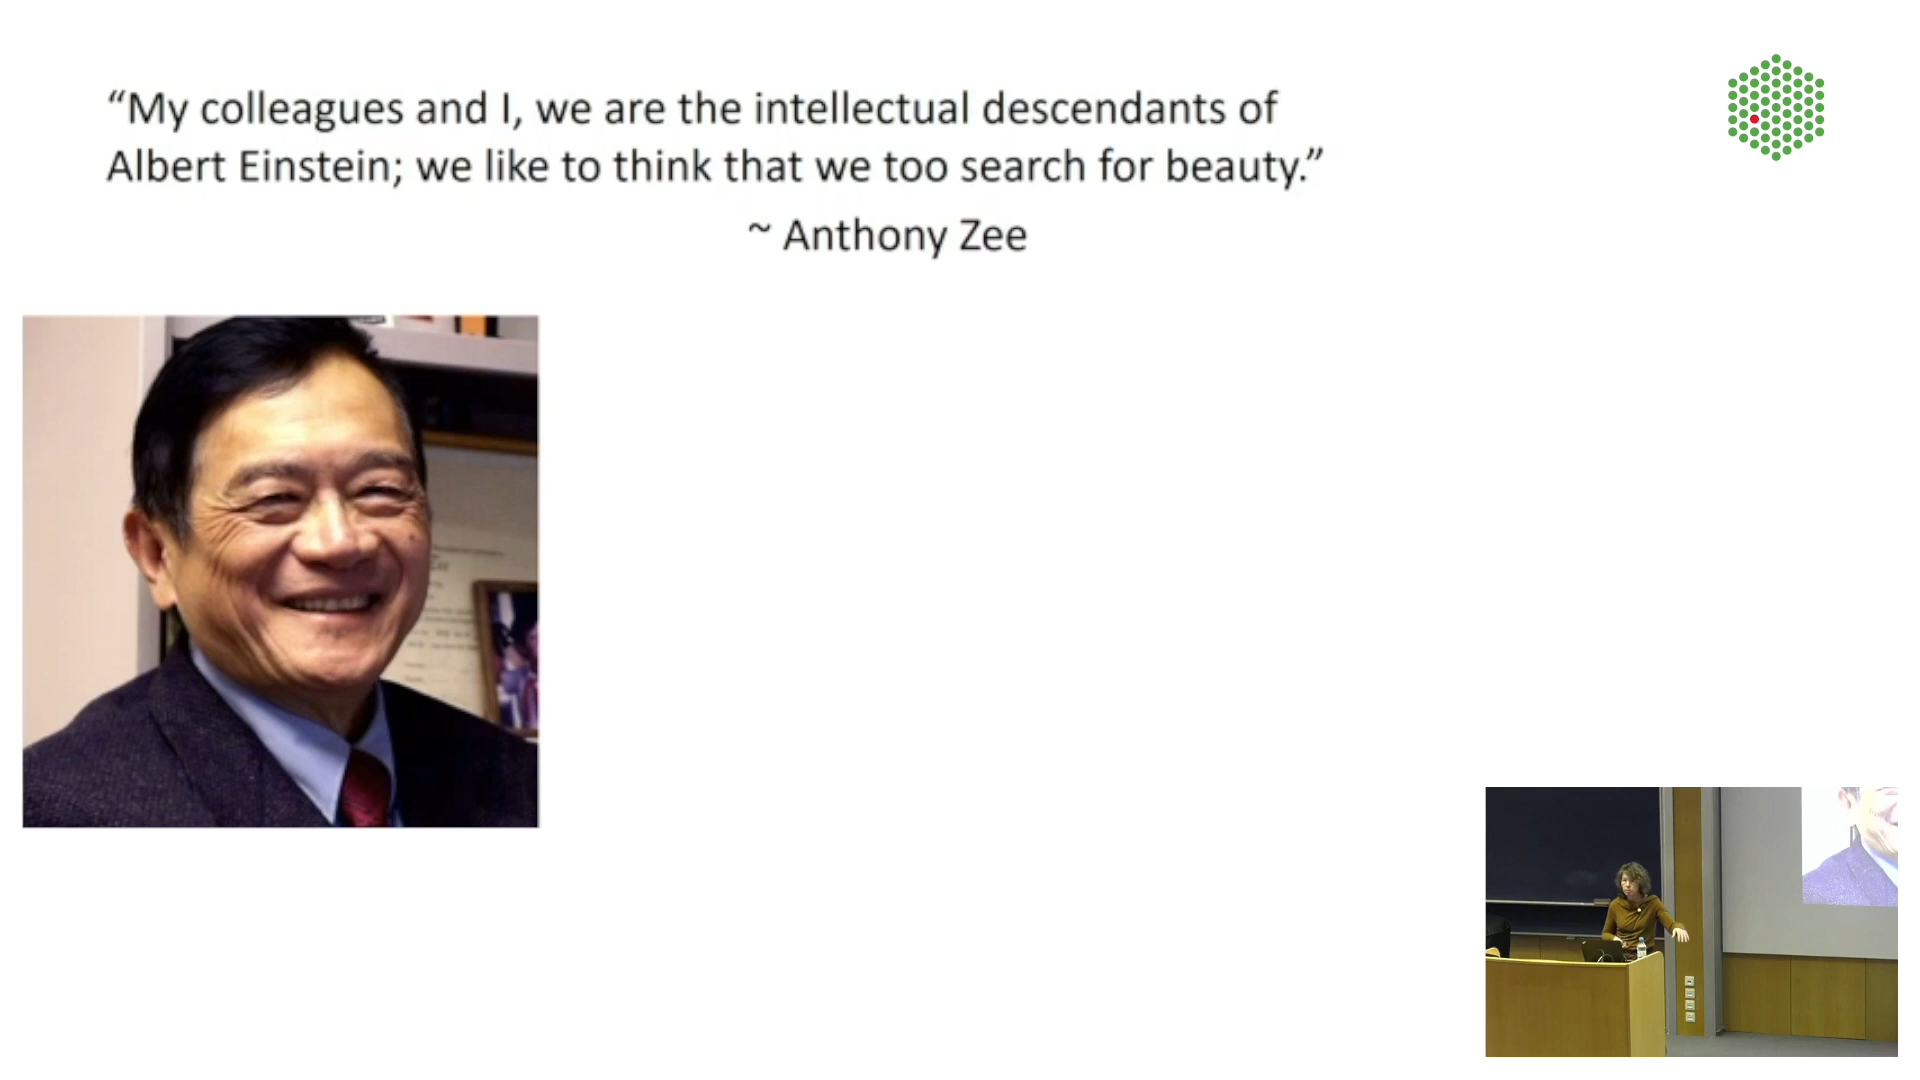 “My colleagues and I, we are the intellectual descendants of
Albert Einstein; we like to think that we too search for beauty.”
~ Anthony Zee